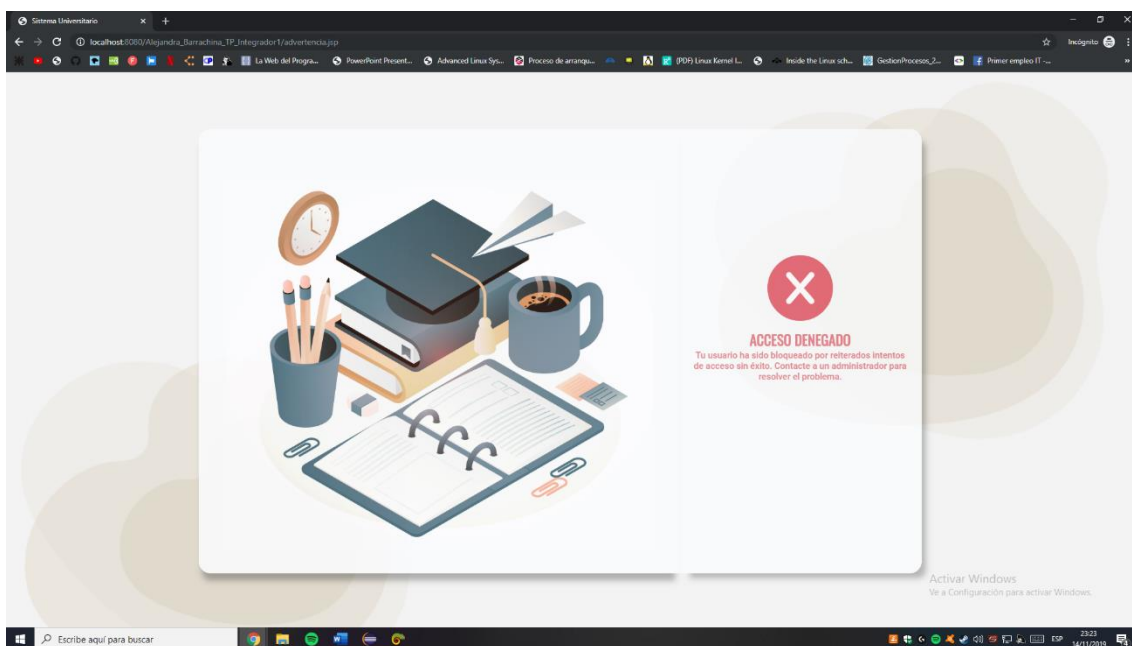 Sistema Universitario
localhost:8080/Alejandra_Barrachina_TP_Integrador1/advertencia.jsp
Incógnito
La Web del Progra...
PowerPoint Present...
Advanced Linux Sys...
Proceso de arranqu...
(PDF) Linux Kernel L...
Inside the Linux sch...
GestionProcesos_2...
Primer empleo IT -...
ACCESO DENEGADO
Tu usuario ha sido bloqueado por reiterados intentos
de acceso sin éxito. Contacte a un administrador para
resolver el problema.
Activar Windows
Ve a Configuración para activar Windows.
Escribe aquí para buscar
ESP
23:23
14/11/2019